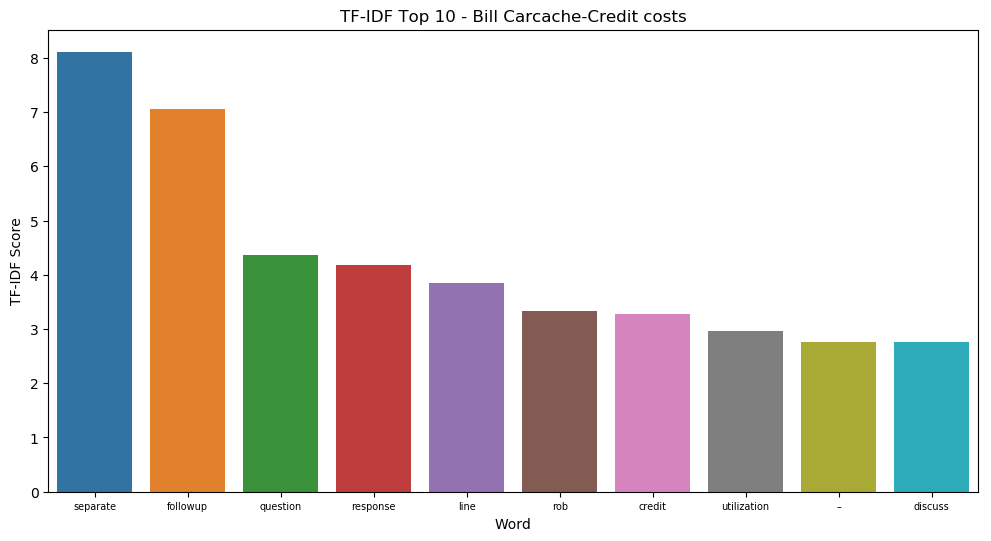 TF-IDF Top 10 - Bill Carcache-Credit costs
TF-IDF Score
8
7
6
5
4
3
2
1
0
separate followup question response line rob credit utilization – discuss
Word